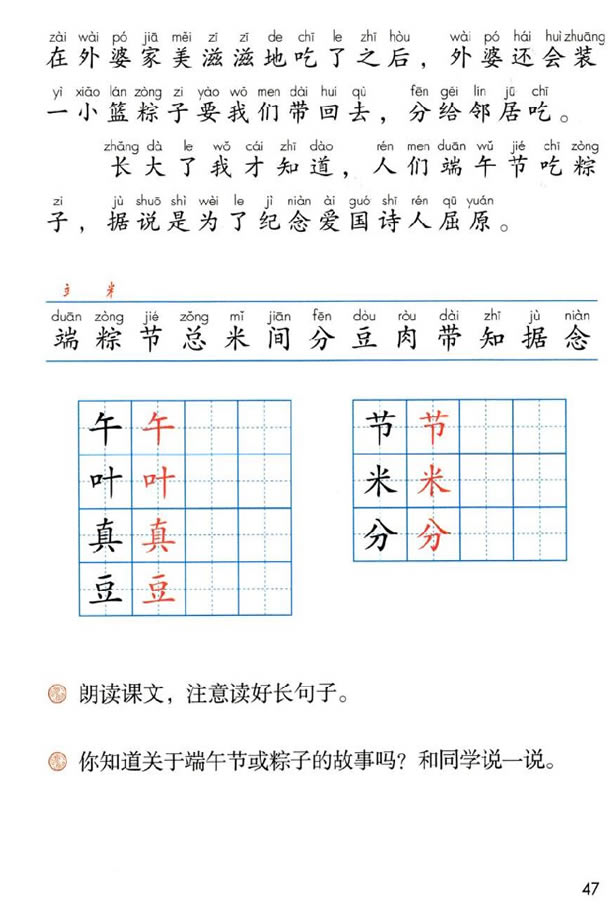 zài wài pó jiā měi zī zī de chī le zhī hòu wài pó hái huì zhuāng
在外婆家美滋滋地吃了之后，外婆还会装
yì xiǎo lán zòng zi yào wǒ men dài huí qù fēn gěi lín jū chī
一小篮粽子要我们带回去，分给邻居吃。
zhǎng dà le wǒ cái zhī dào rén men duān wǔ jié chī zòng
长大了我才知道，人们端午节吃粽
zi jù shuō shì wèi le jì niàn ài guó shī rén qū yuán
子，据说是为了纪念爱国诗人屈原。
立 米
duān zòng jié zǒng mǐ jiān fēn dòu ròu dài zhī jù niàn
端 粽 节 总 米 间 分 豆 肉 带 知 据 念
午 午 节 节
叶 叶 米 米
真 真 分 分
豆 豆
朗读课文，注意读好长句子。
你知道关于端午节或粽子的故事吗？和同学说一说。
47